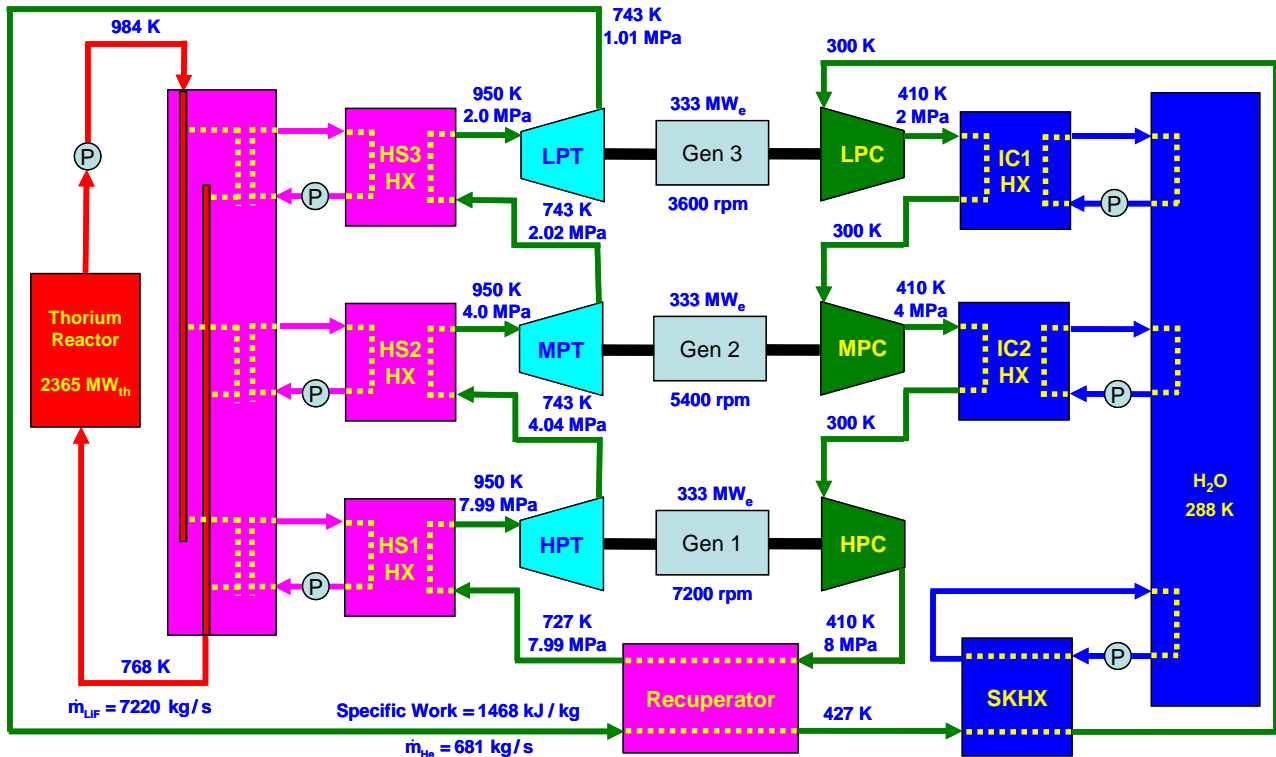 984 K
743 K
1.01 MPa
300 K
950 K
2.0 MPa
333 MWe
410 K
2 MPa
P
HS3
HX
LPT
Gen 3
LPC
IC1
HX
P
P
743 K
2.02 MPa
3600 rpm
300 K
Thorium
Reactor
2365 MWth
950 K
4.0 MPa
333 MWe
410 K
4 MPa
HS2
HX
MPT
Gen 2
MPC
IC2
HX
P
P
743 K
4.04 MPa
5400 rpm
300 K
H2O
288 K
950 K
7.99 MPa
333 MWe
HS1
HX
HPT
Gen 1
HPC
P
7200 rpm
727 K
7.99 MPa
410 K
8 MPa
P
768 K
ṁLiF = 7220 kg/s
Specific Work = 1468 kJ / kg
Recuperator
427 K
SKHX
ṁHe = 681 kg/s